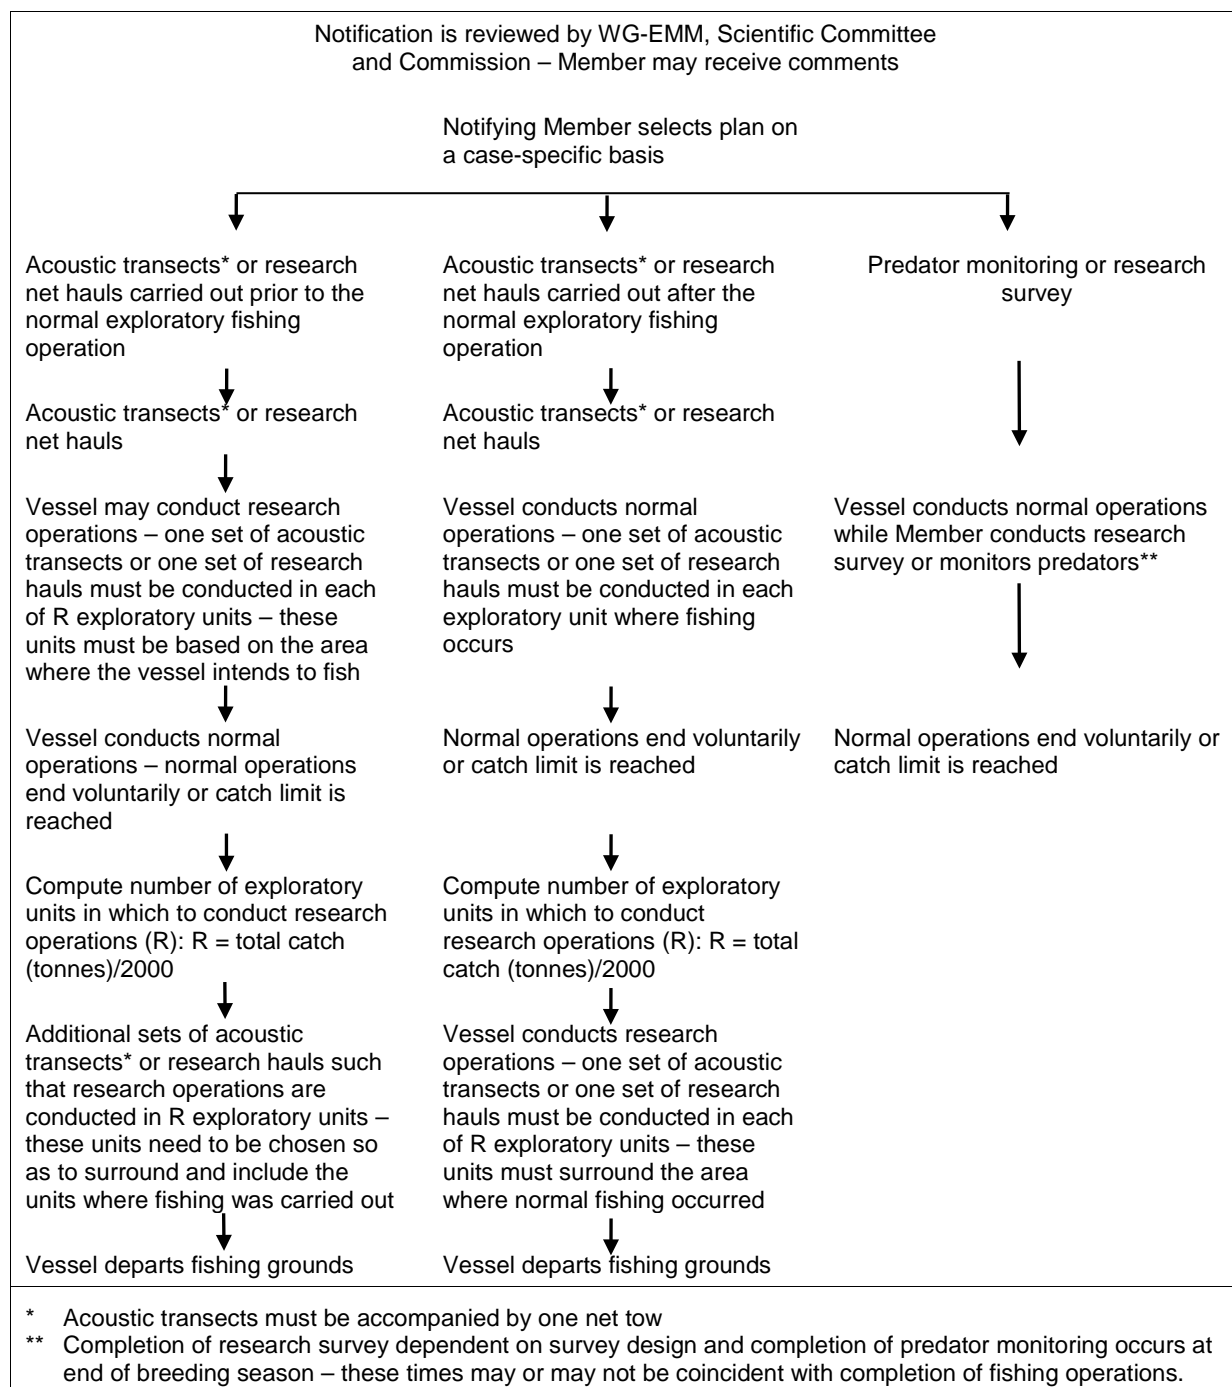 Notification is reviewed by WG-EMM, Scientific Committee
and Commission – Member may receive comments
Notifying Member selects plan on
a case-specific basis
Acoustic transects* or research
net hauls carried out prior to the
normal exploratory fishing
operation
Acoustic transects* or research
net hauls
Vessel may conduct research
operations – one set of acoustic
transects or one set of research
hauls must be conducted in each
of R exploratory units – these
units must be based on the area
where the vessel intends to fish
Vessel conducts normal
operations – normal operations
end voluntarily or catch limit is
reached
Compute number of exploratory
units in which to conduct research
operations (R): R = total catch
(tonnes)/2000
Additional sets of acoustic
transects* or research hauls such
that research operations are
conducted in R exploratory units –
these units need to be chosen so
as to surround and include the
units where fishing was carried out
Vessel departs fishing grounds
Acoustic transects* or research
net hauls carried out after the
normal exploratory fishing
operation
Acoustic transects* or research
net hauls
Vessel conducts normal
operations – one set of acoustic
transects or one set of research
hauls must be conducted in each
exploratory unit where fishing
occurs
Normal operations end voluntarily
or catch limit is reached
Compute number of exploratory
units in which to conduct
research operations (R): R = total
catch (tonnes)/2000
Vessel conducts research
operations – one set of acoustic
transects or one set of research
hauls must be conducted in each
of R exploratory units – these
units must surround the area
where normal fishing occurred
Vessel departs fishing grounds
Predator monitoring or research
survey
Vessel conducts normal operations
while Member conducts research
survey or monitors predators**
Normal operations end voluntarily or
catch limit is reached
* Acoustic transects must be accompanied by one net tow
** Completion of research survey dependent on survey design and completion of predator monitoring occurs at
end of breeding season – these times may or may not be coincident with completion of fishing operations.